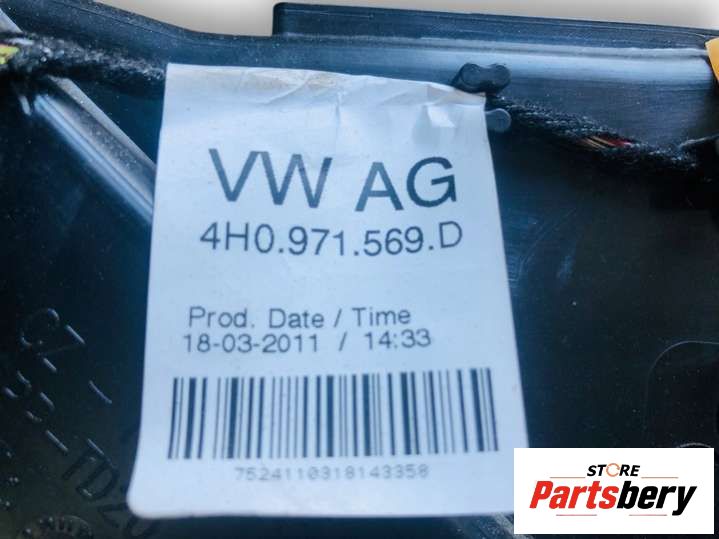 VW AG
4H0.971.569.D
Prod. Date / Time
18-03-2011 / 14:33
7524110318143358
STORE
Partsbery